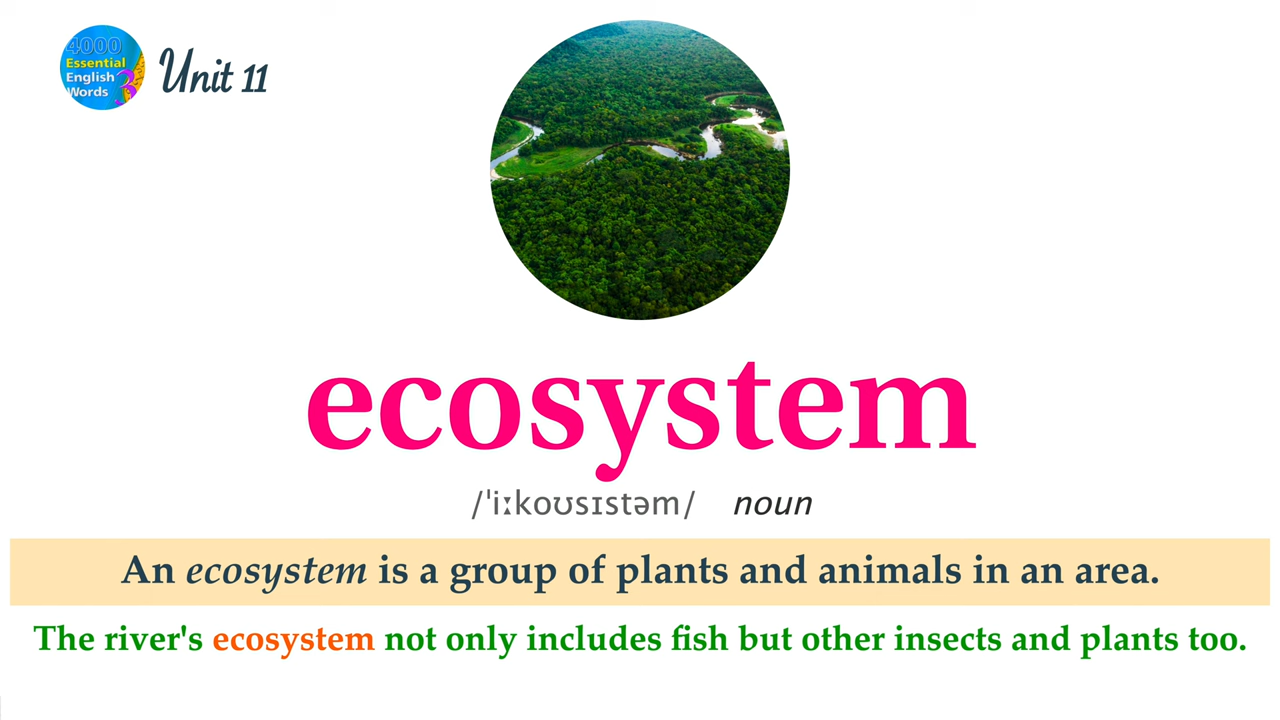 4000
Essential
English
Words 3
Unit 11
ecosystem
/ˈiːkoʊsɪstəm/ noun
An ecosystem is a group of plants and animals in an area.
The river's ecosystem not only includes fish but other insects and plants too.